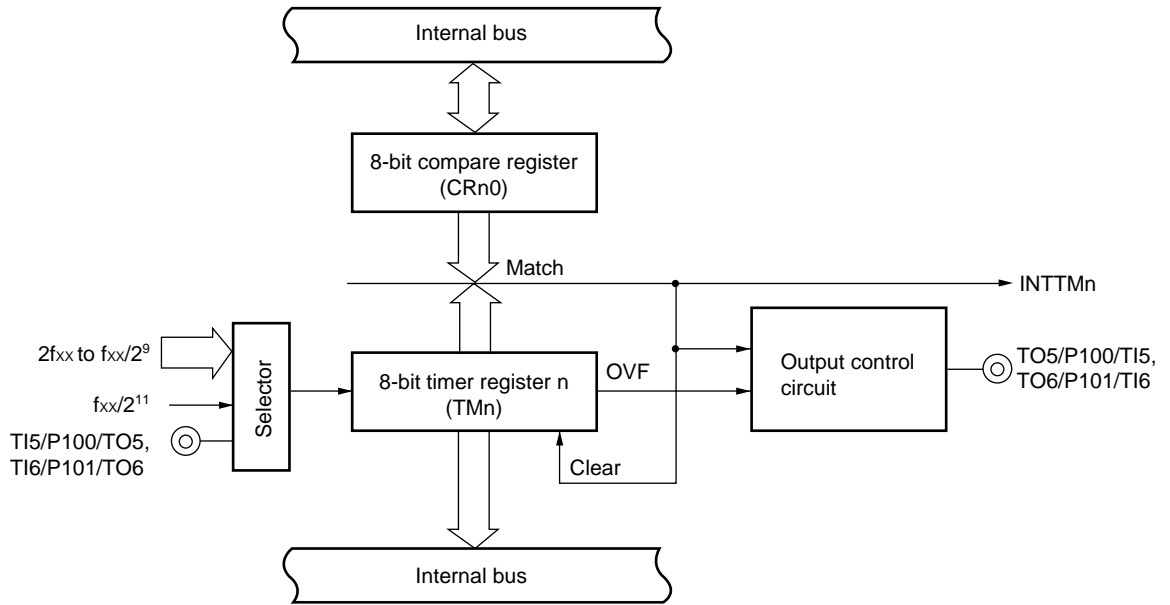 Internal bus
8-bit compare register
(CRn0)
Match
INTTMn
2fxx to fxx/2⁹
fxx/2¹¹
TI5/P100/TO5,
TI6/P101/TO6
Selector
8-bit timer register n
(TMn)
OVF
Clear
Output control
circuit
TO5/P100/TI5,
TO6/P101/TI6
Internal bus